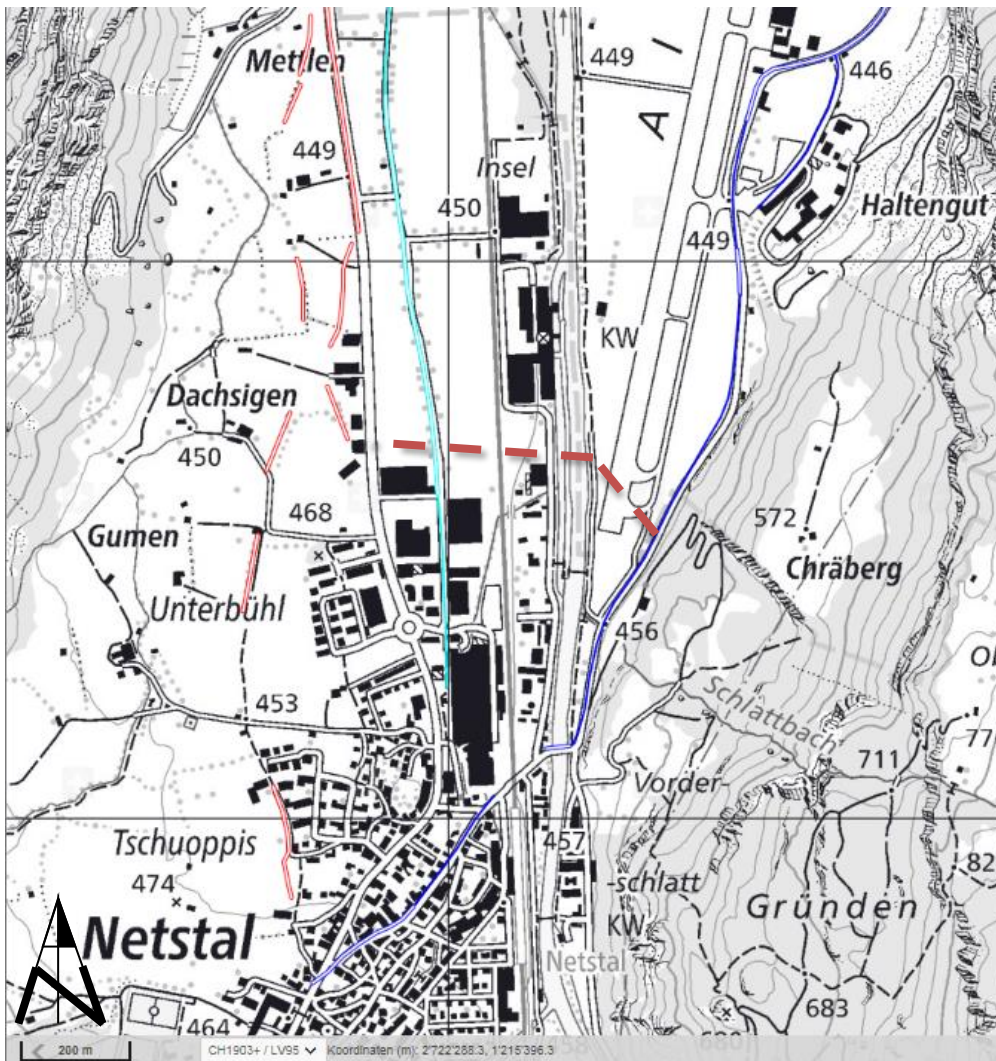 Mettlen
449
446
449
Insel
A I
450
Haltengut
449
KW
Dachsigen
450
468
572
Gumen
Chräberg
Unterbühl
456
453
Schlattbach
711
77
Vorder-
Tschuoppis
457
82
474
-schlatt
Gründen
Netstal
KW
Netstal
683
464
200 m
CH1903+ / LV95
Koordinaten (m): 2'722'288.3, 1'215'396.3